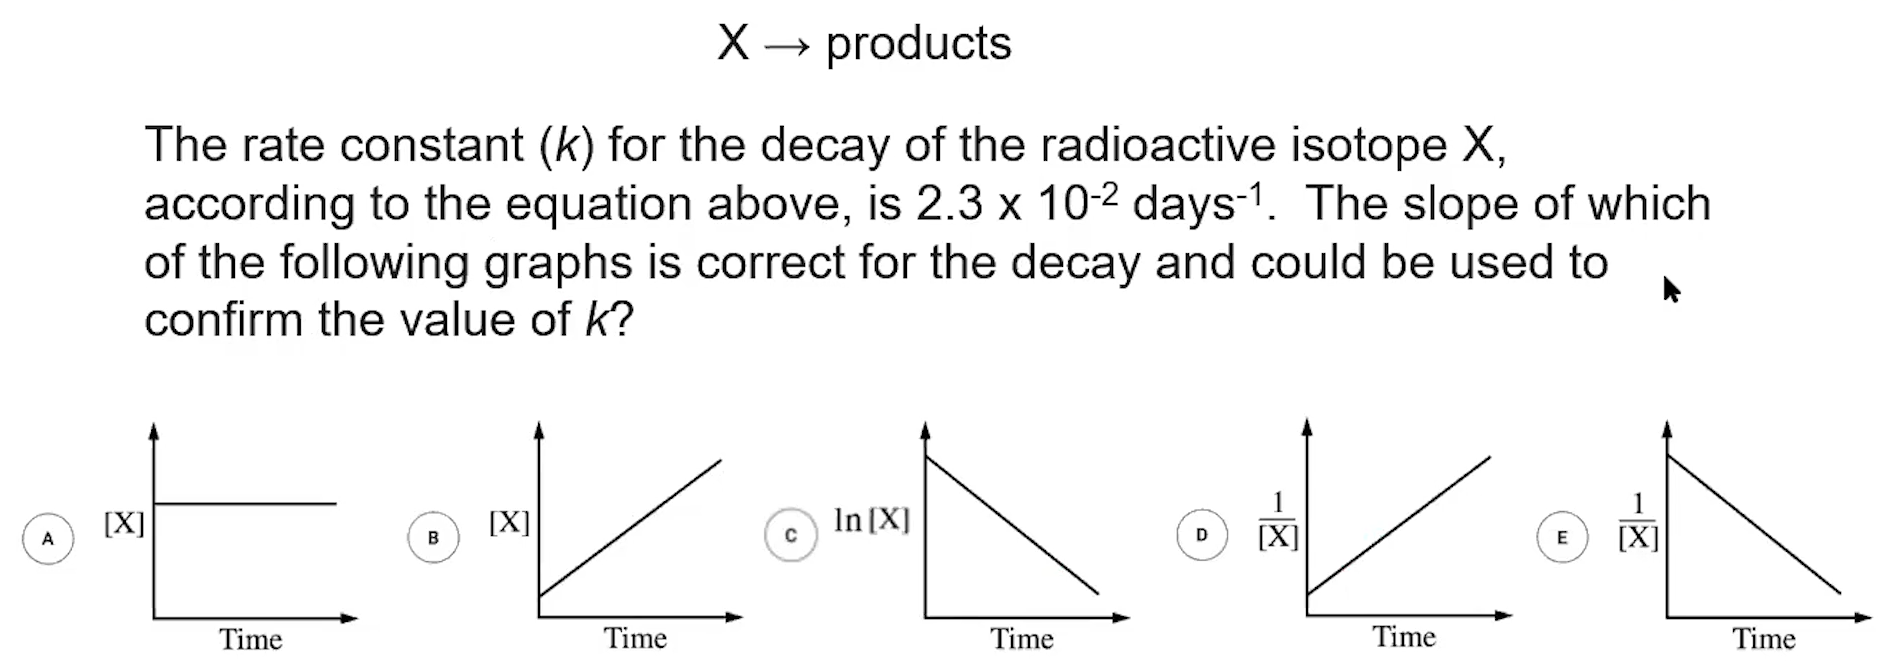 X → products
The rate constant (k) for the decay of the radioactive isotope X,
according to the equation above, is 2.3 x 10⁻² days⁻¹.  The slope of which
of the following graphs is correct for the decay and could be used to
confirm the value of k?
A
[X]
Time
B
[X]
Time
C
ln [X]
Time
D
1
[X]
Time
E
1
[X]
Time